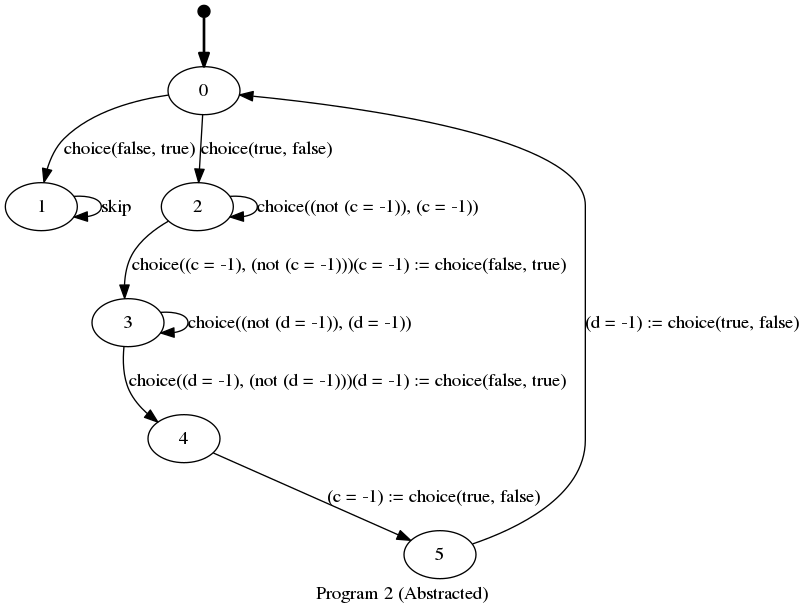 0
choice(false, true)
choice(true, false)
1
skip
2
choice((not (c = -1)), (c = -1))
choice((c = -1), (not (c = -1)))(c = -1) := choice(false, true)
3
choice((not (d = -1)), (d = -1))
(d = -1) := choice(true, false)
choice((d = -1), (not (d = -1)))(d = -1) := choice(false, true)
4
(c = -1) := choice(true, false)
5
Program 2 (Abstracted)